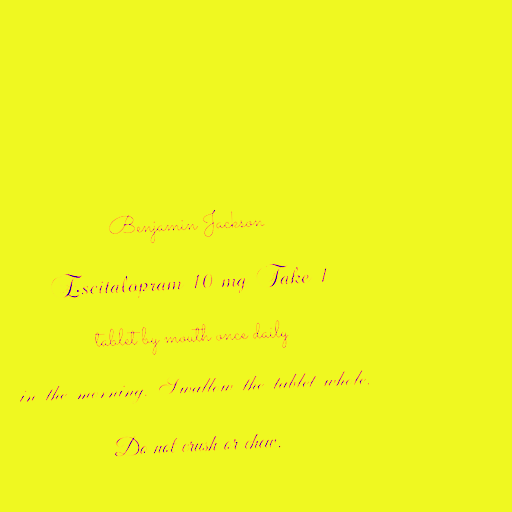 Benjamin Jackson
Escitalopram 10 mg Take 1
tablet by mouth once daily
in the morning. Swallow the tablet whole.
Do not crush or chew.